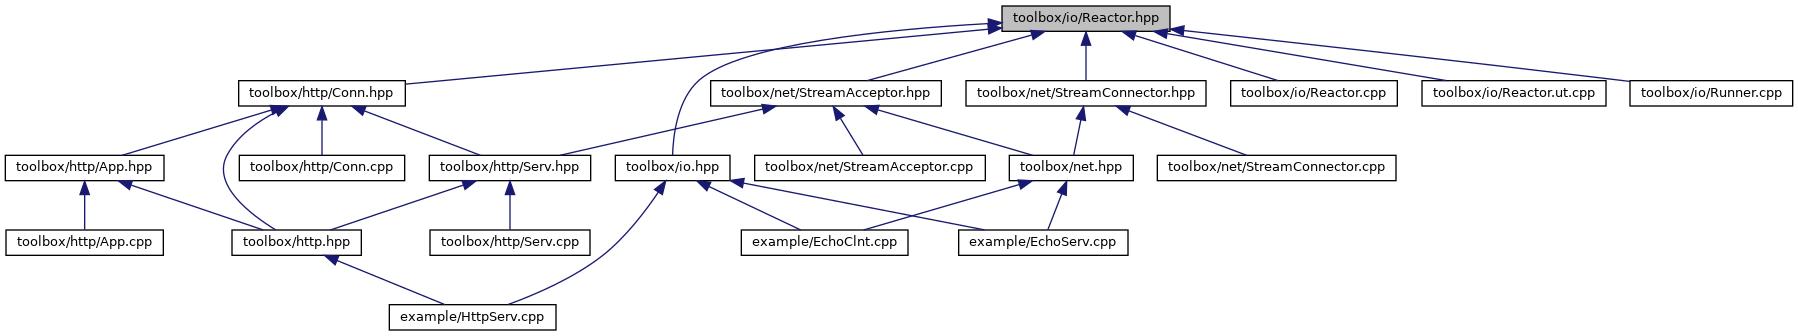 toolbox/io/Reactor.hpp
toolbox/http/Conn.hpp
toolbox/net/StreamAcceptor.hpp
toolbox/net/StreamConnector.hpp
toolbox/io/Reactor.cpp
toolbox/io/Reactor.ut.cpp
toolbox/io/Runner.cpp
toolbox/http/App.hpp
toolbox/http/Conn.cpp
toolbox/http/Serv.hpp
toolbox/io.hpp
toolbox/net/StreamAcceptor.cpp
toolbox/net.hpp
toolbox/net/StreamConnector.cpp
toolbox/http/App.cpp
toolbox/http.hpp
toolbox/http/Serv.cpp
example/EchoClnt.cpp
example/EchoServ.cpp
example/HttpServ.cpp